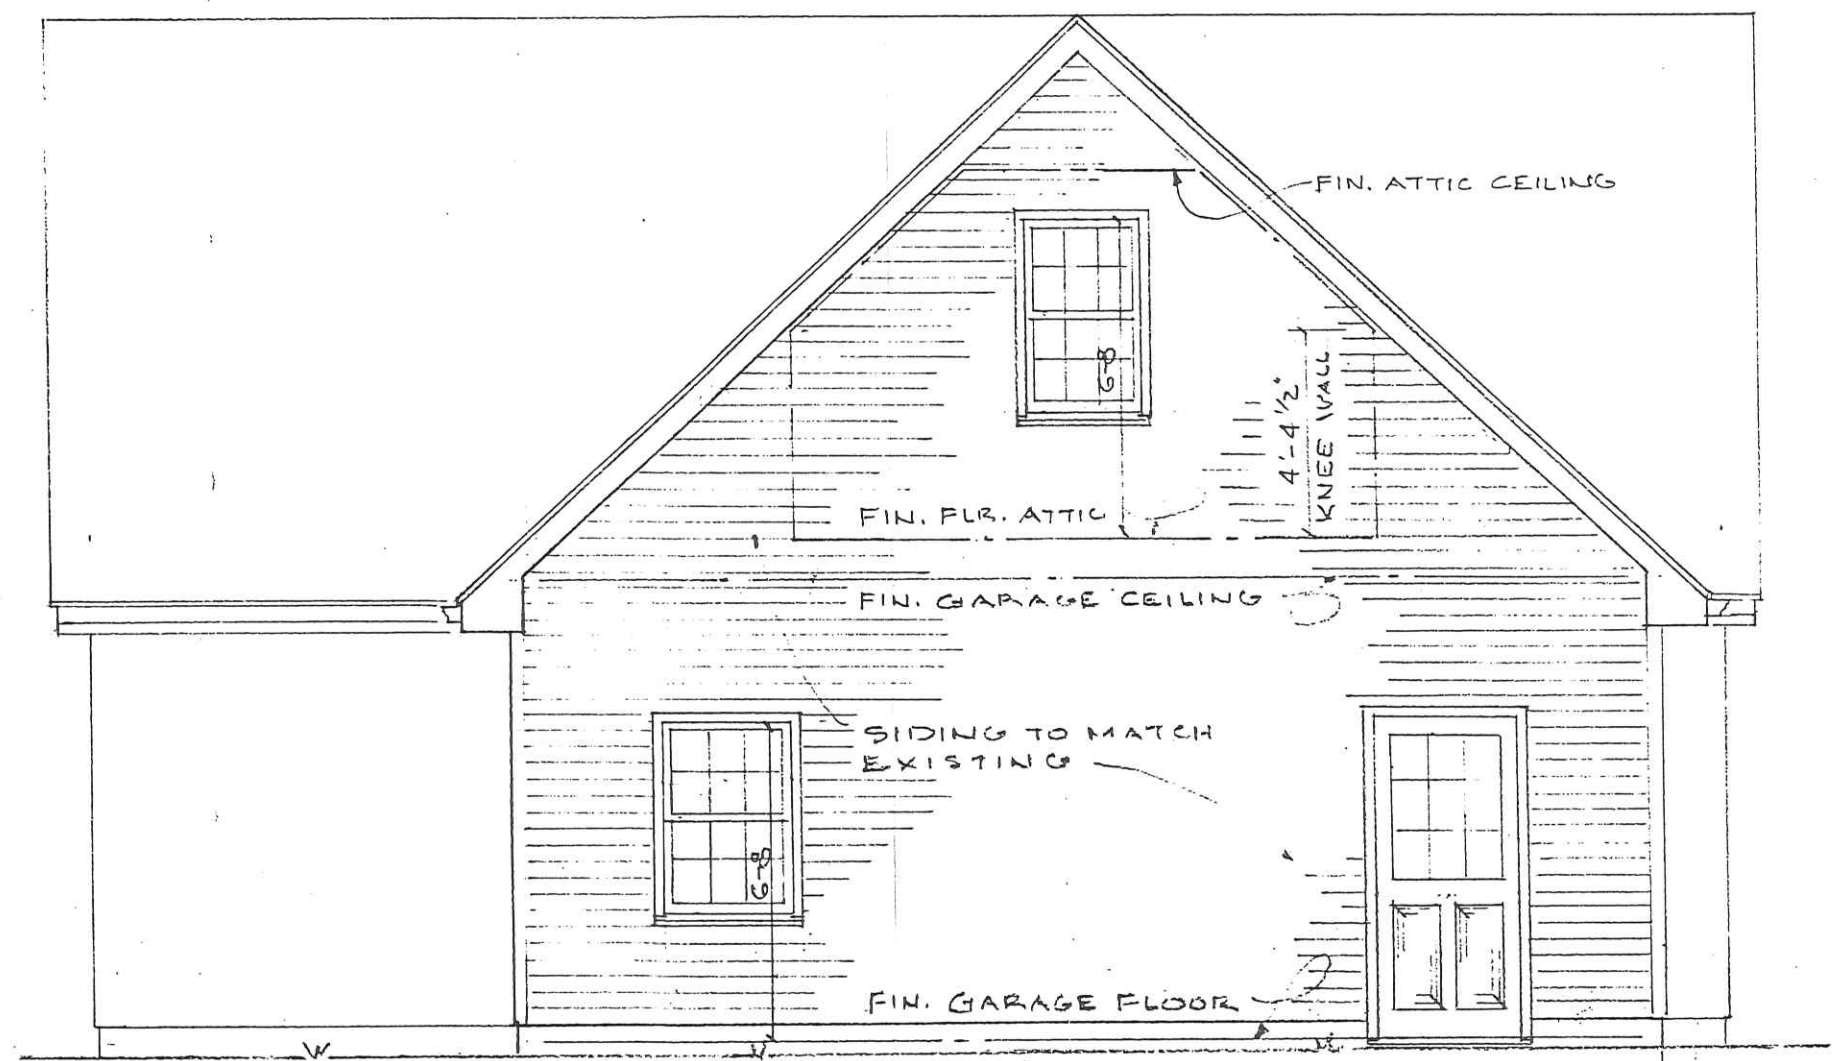 FIN. ATTIC CEILING
6-8
4'-4 1/2"
KNEE WALL
FIN. FLR. ATTIC
FIN. GARAGE CEILING
SIDING TO MATCH
EXISTING
6-8
FIN. GARAGE FLOOR